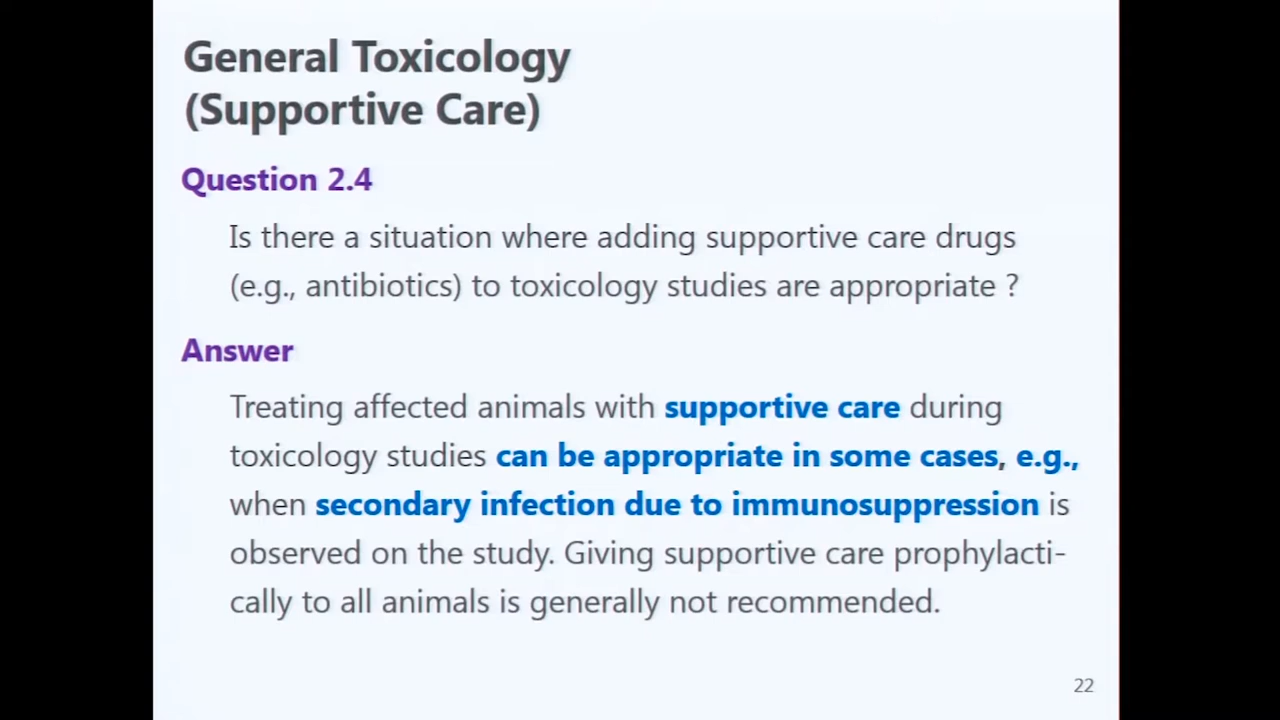 General Toxicology
(Supportive Care)
Question 2.4
Is there a situation where adding supportive care drugs
(e.g., antibiotics) to toxicology studies are appropriate ?
Answer
Treating affected animals with supportive care during
toxicology studies can be appropriate in some cases, e.g.,
when secondary infection due to immunosuppression is
observed on the study. Giving supportive care prophylacti-
cally to all animals is generally not recommended.
22